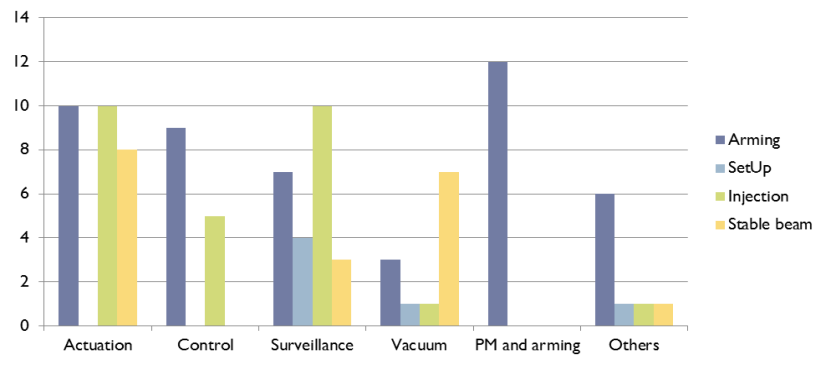 14
12
10
8
6
4
2
0
Actuation Control Surveillance Vacuum PM and arming Others
Arming
SetUp
Injection
Stable beam